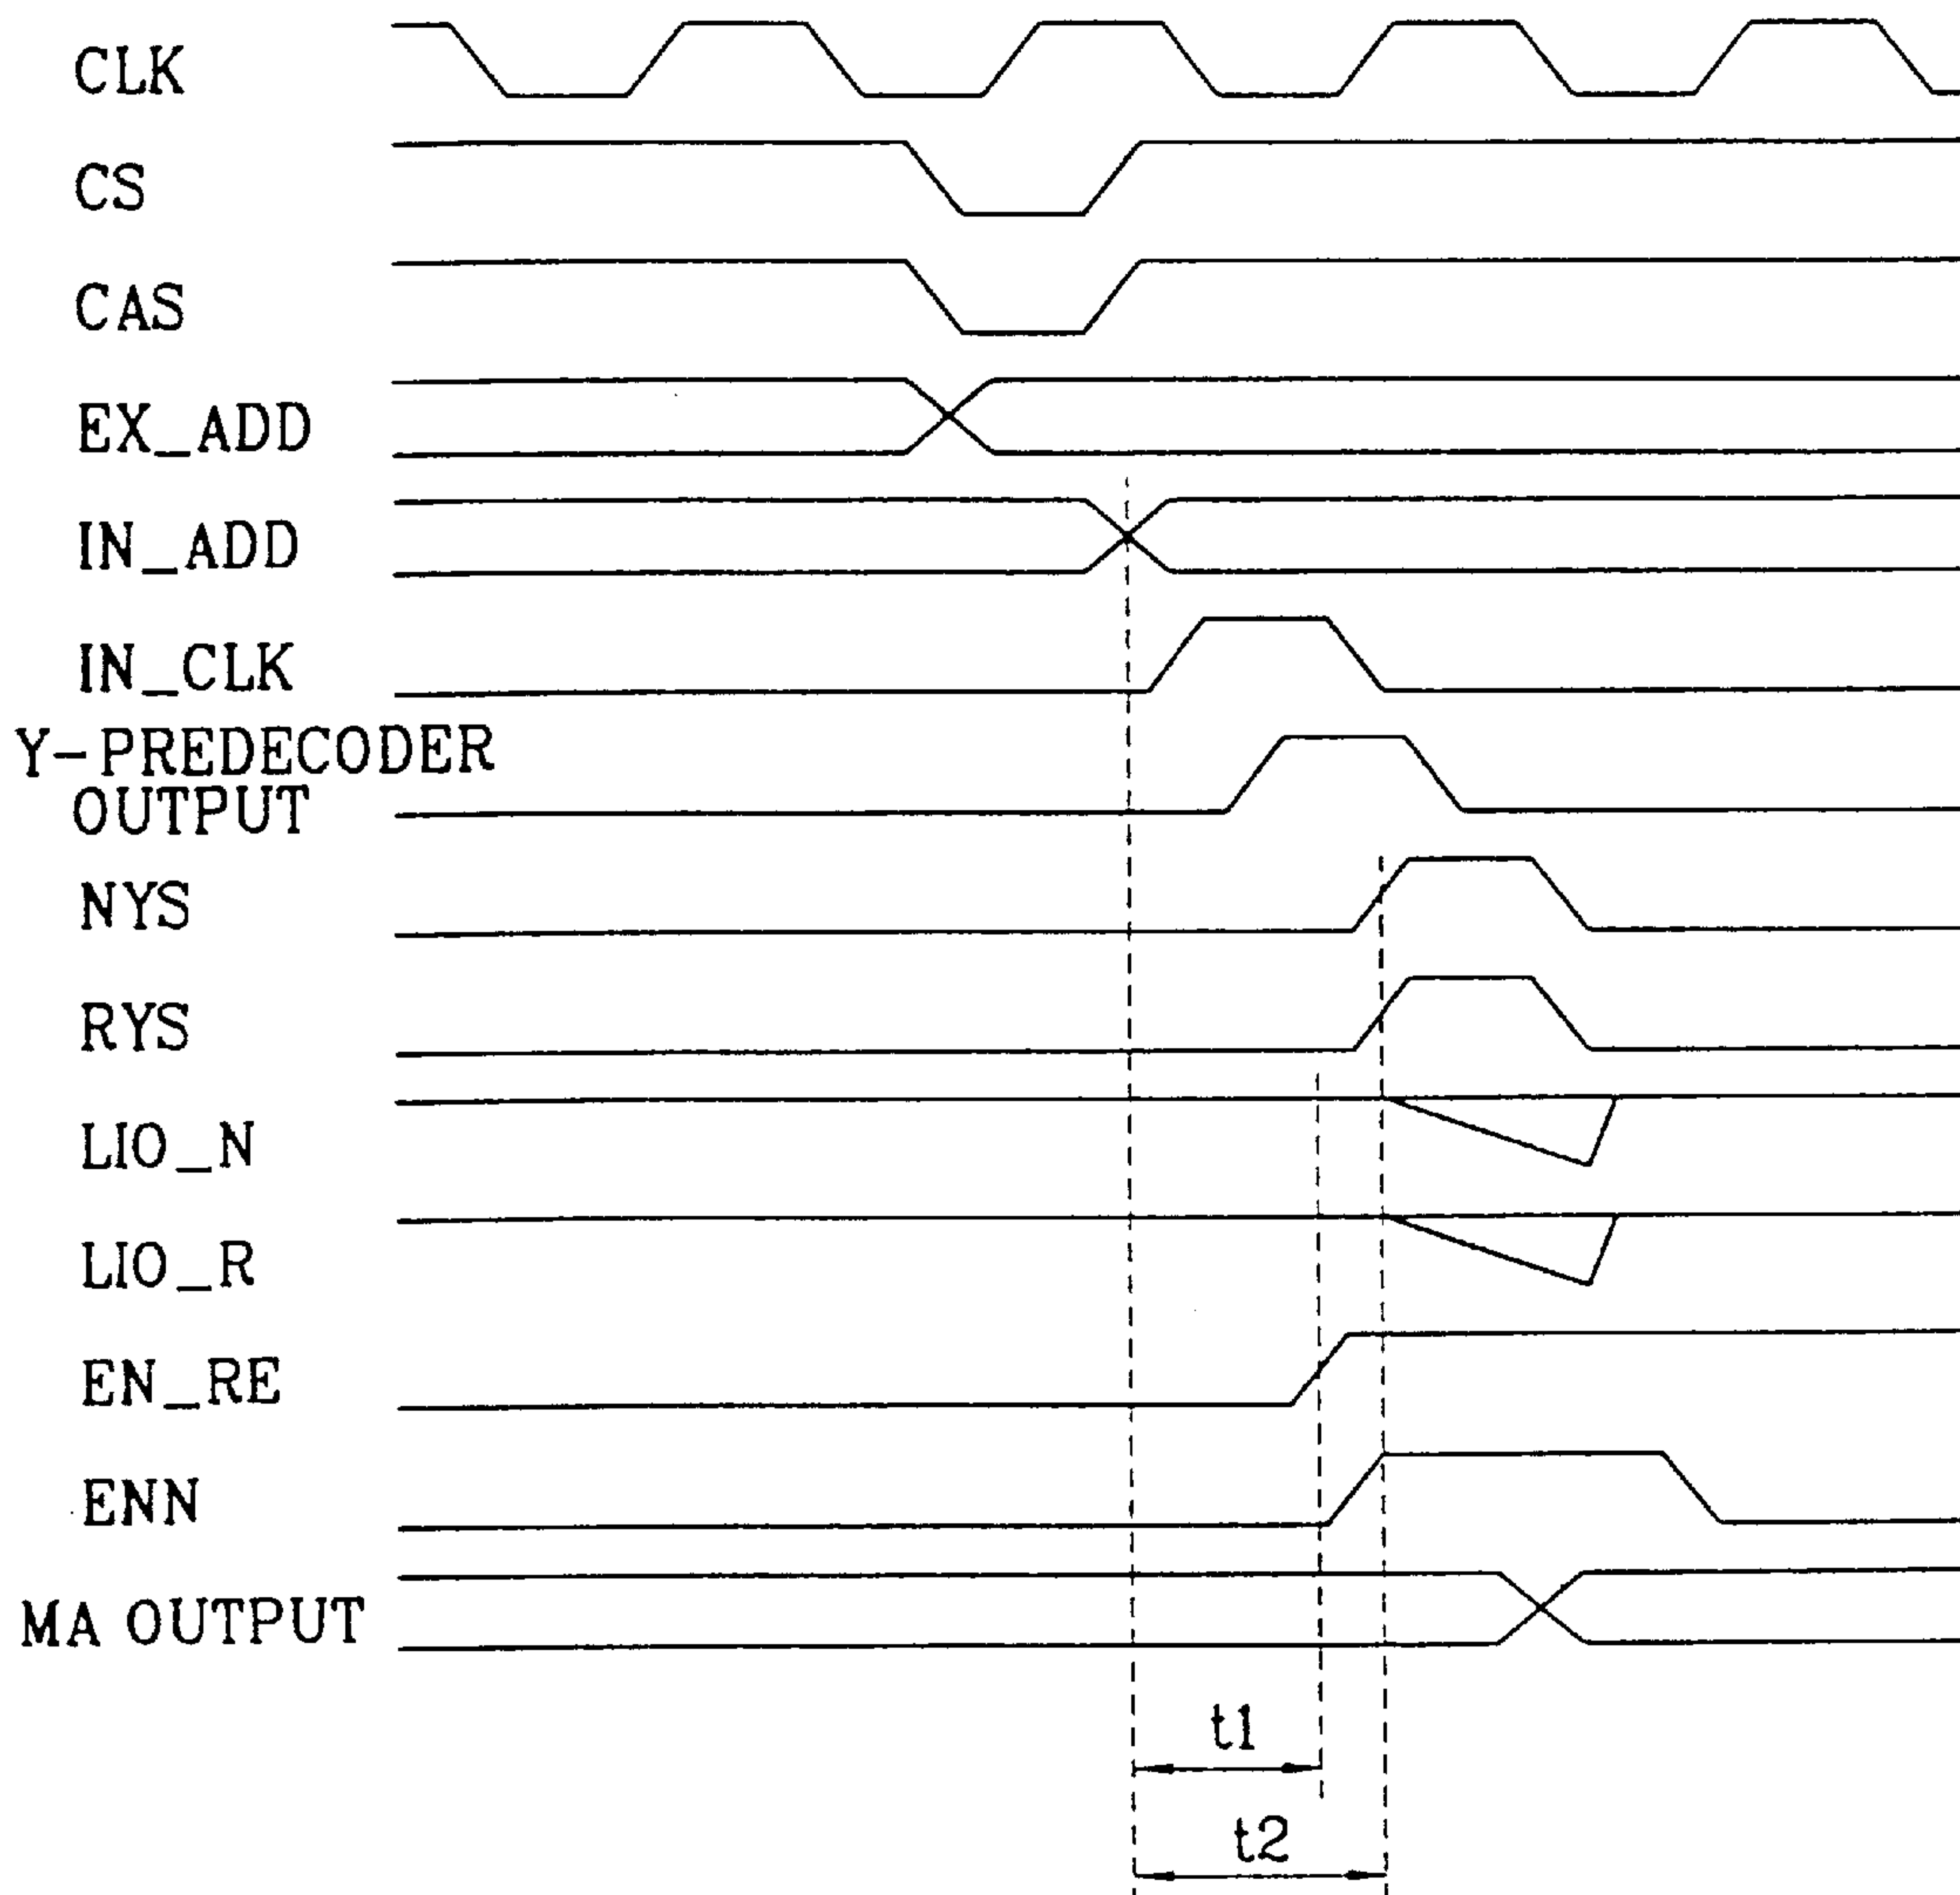 CLK
CS
CAS
EX_ADD
IN_ADD
IN_CLK
Y-PREDECODER
OUTPUT
NYS
RYS
LIO_N
LIO_R
EN_RE
ENN
MA OUTPUT
t1
t2